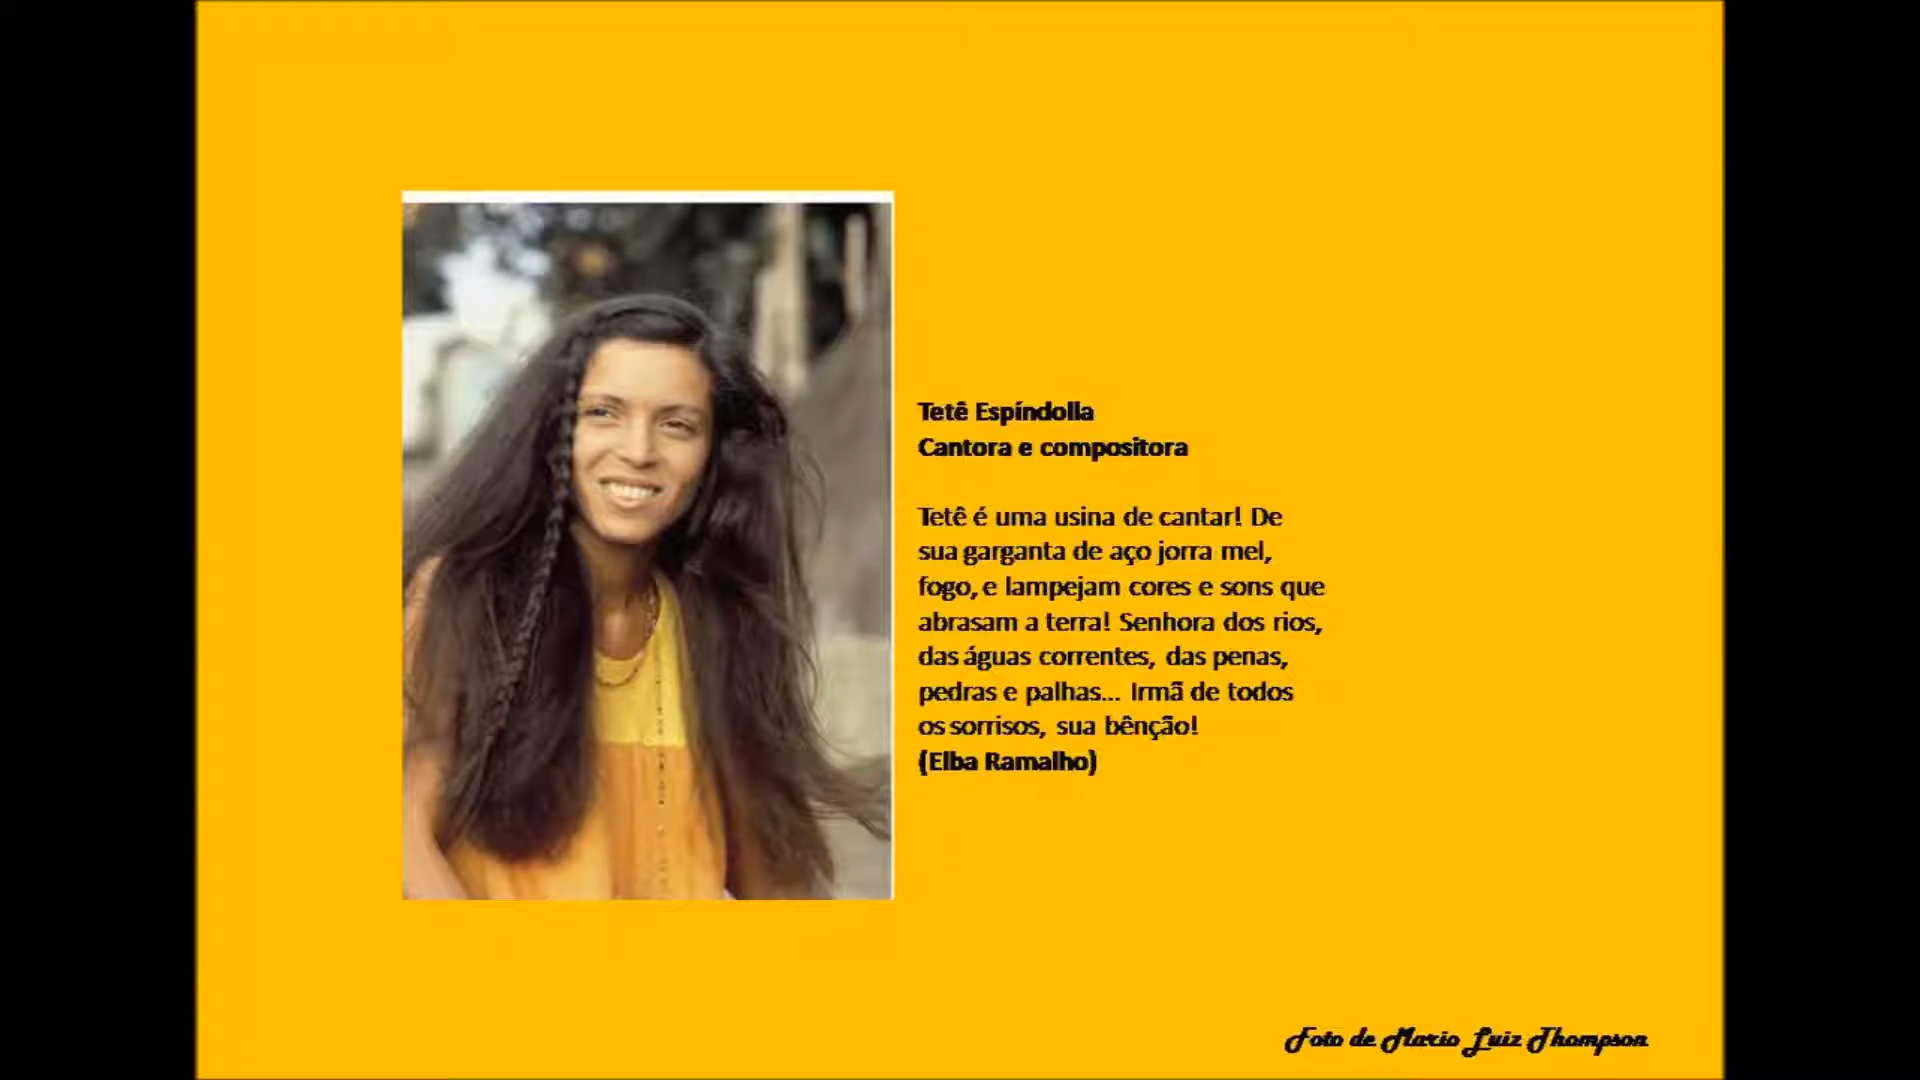 Tetê Espíndolla
Cantora e compositora
Tetê é uma usina de cantar! De
sua garganta de aço jorra mel,
fogo, e lampejam cores e sons que
abrasam a terra! Senhora dos rios,
das águas correntes, das penas,
pedras e palhas... Irmã de todos
os sorrisos, sua bênção!
(Elba Ramalho)
Foto de Mario Luiz Thompson